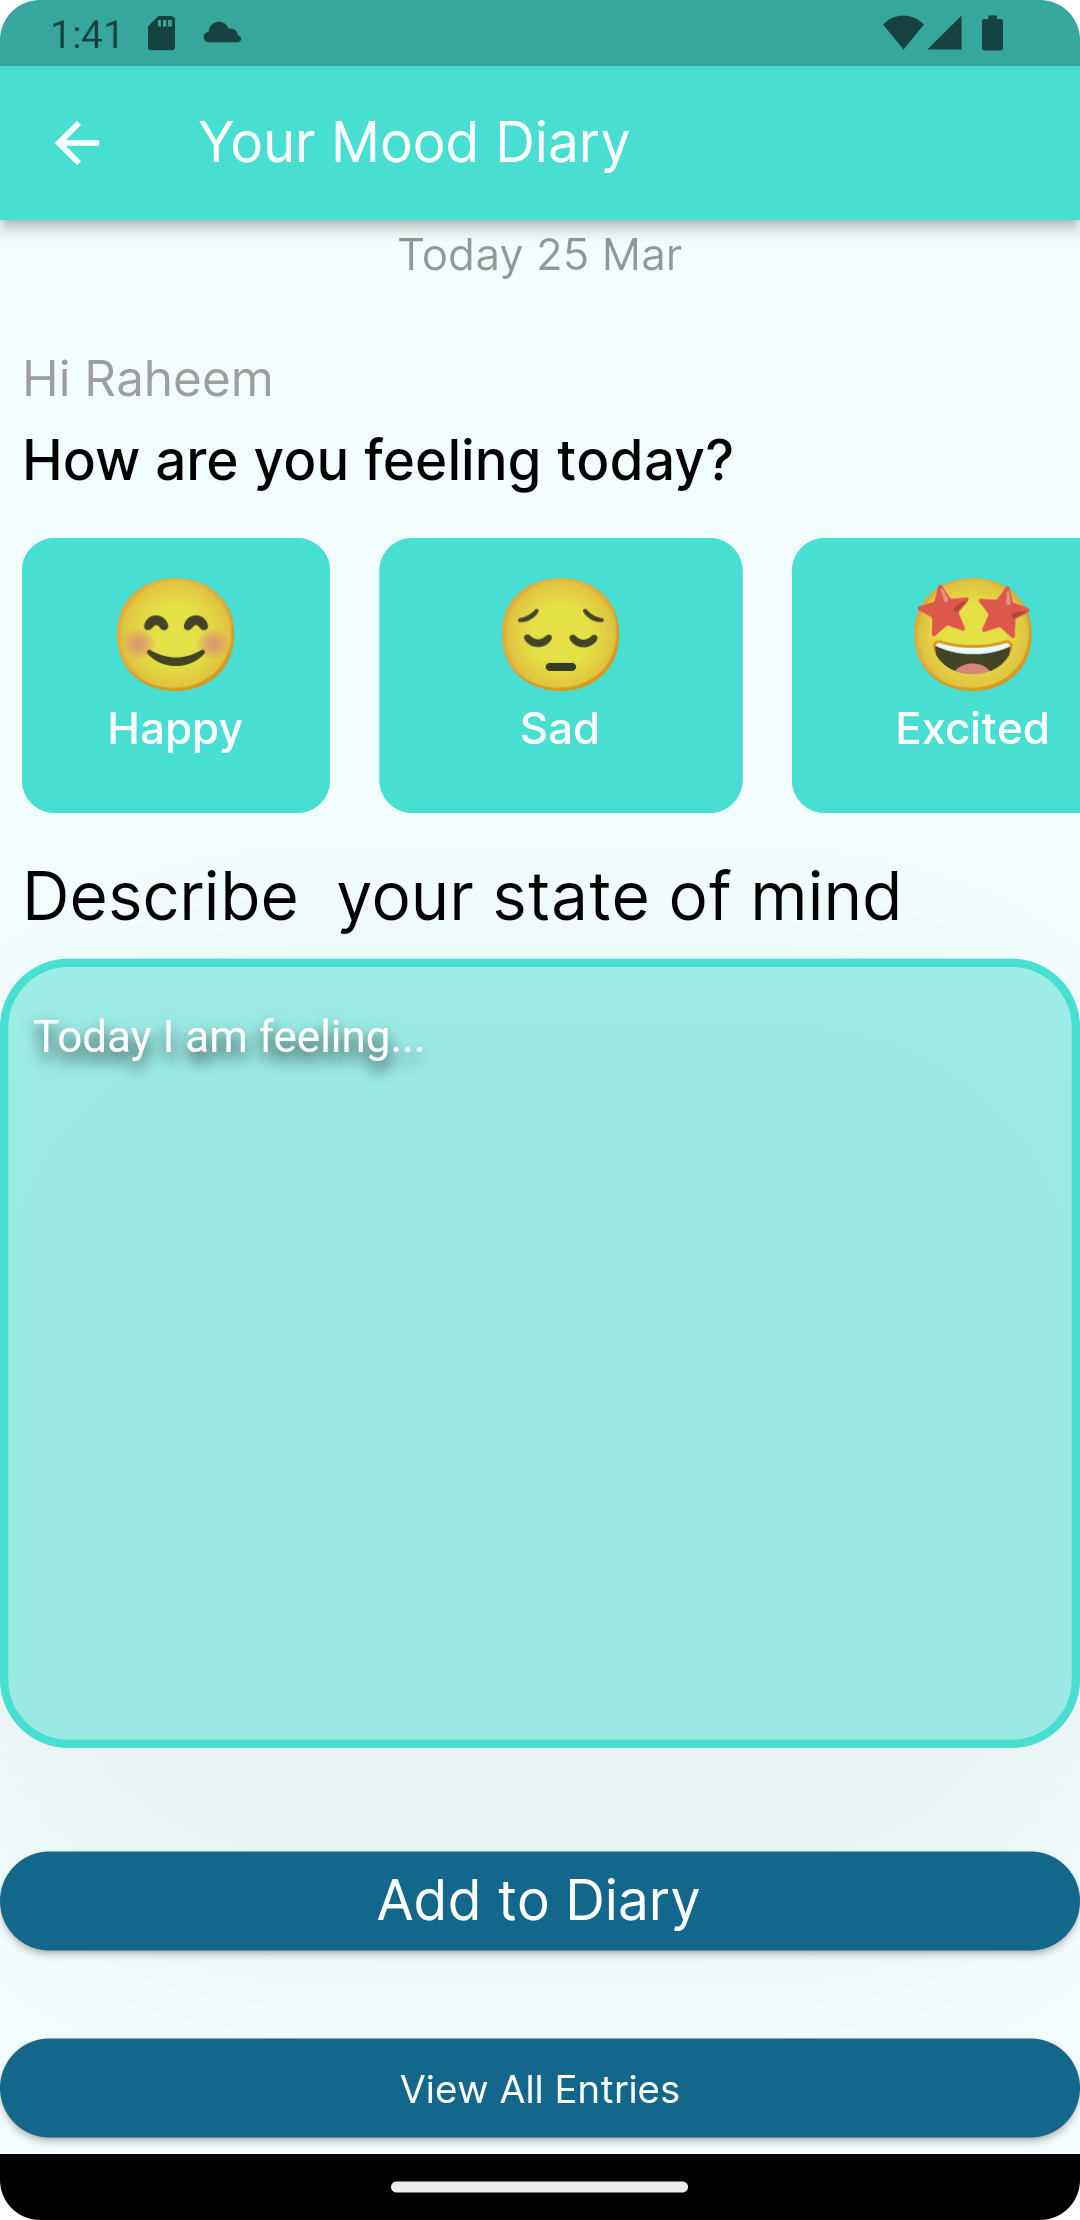 1:41
Your Mood Diary
Today 25 Mar
Hi Raheem
How are you feeling today?
Happy
Sad
Excited
Describe  your state of mind
Today I am feeling...
Add to Diary
View All Entries